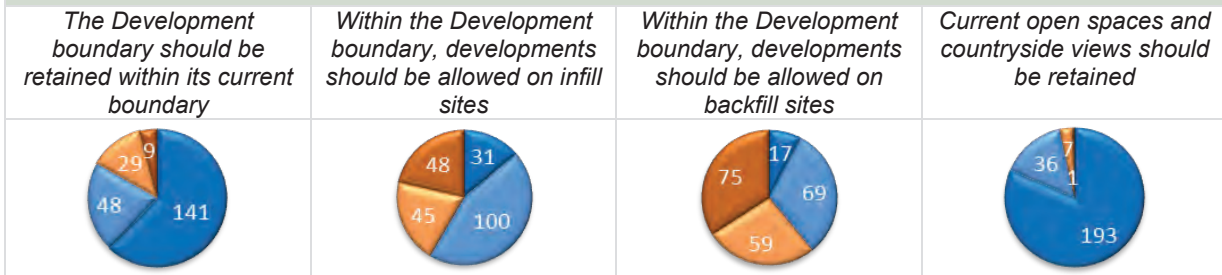 The Development
boundary should be
retained within its current
boundary
Within the Development
boundary, developments
should be allowed on infill
sites
Within the Development
boundary, developments
should be allowed on
backfill sites
Current open spaces and
countryside views should
be retained
9
29
48
141
48
31
45
100
17
75
69
59
7
36
1
193